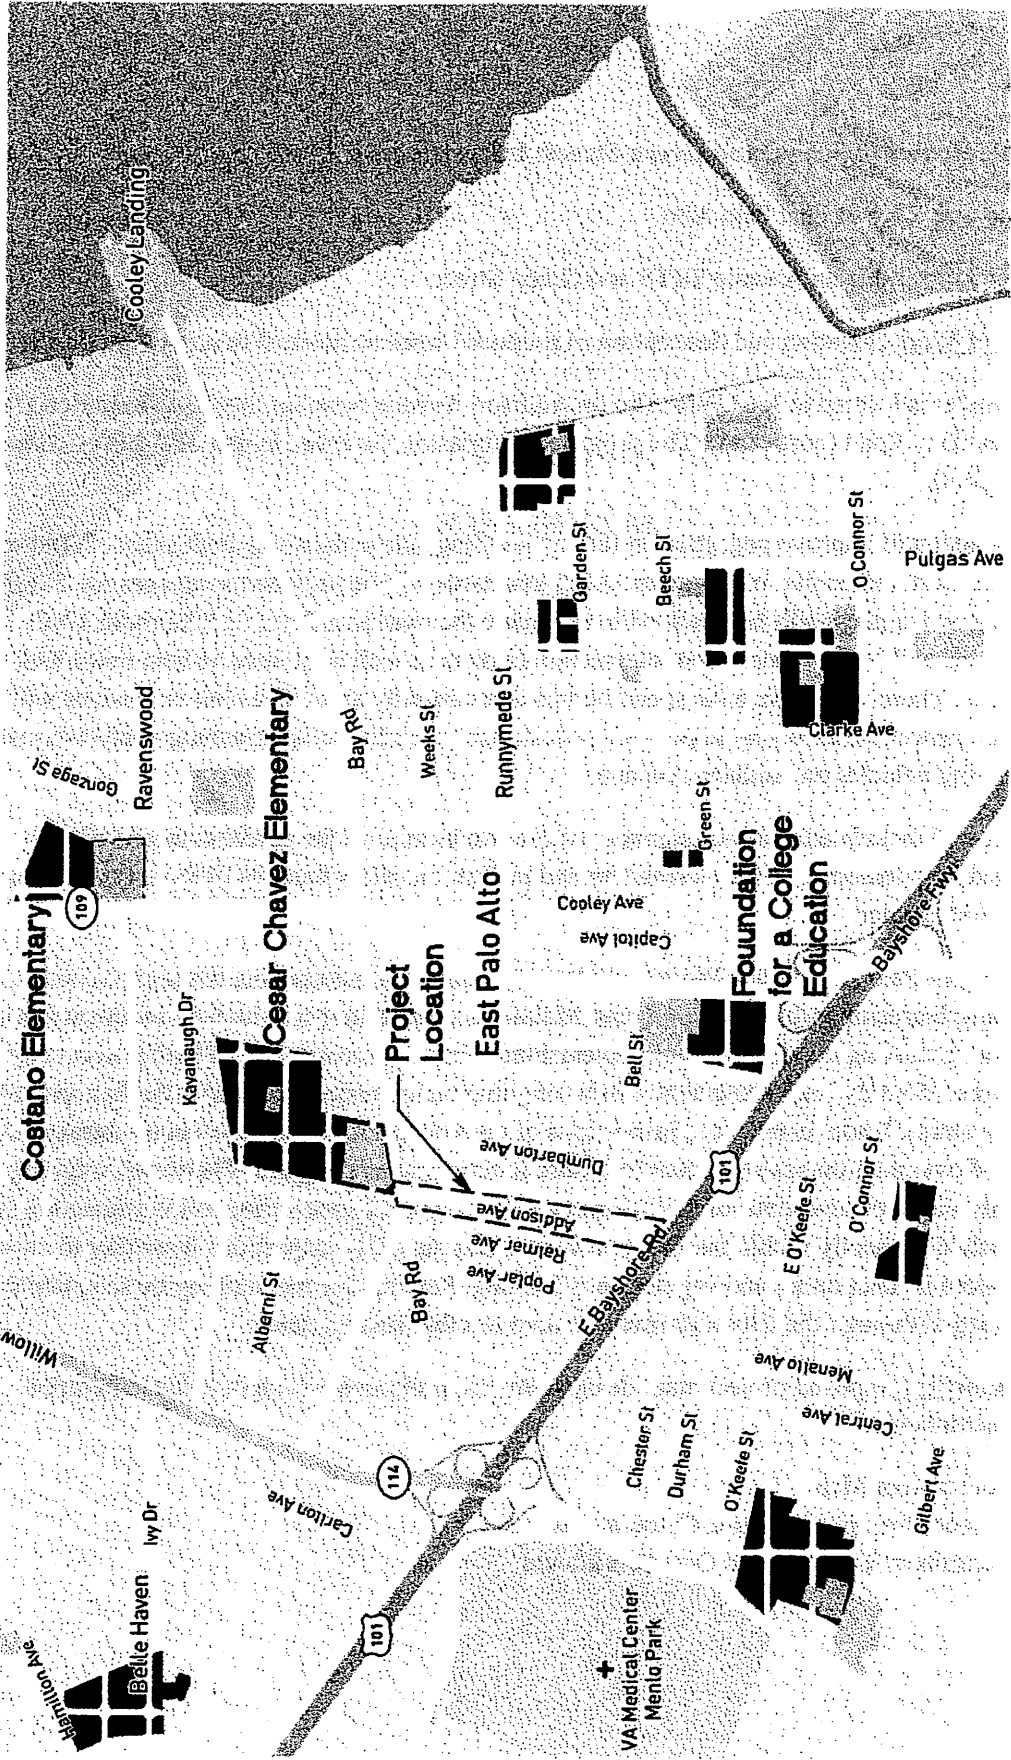 Cooley Landing
Gonzaga St
Ravenswood
Costano Elementary
109
Kavanaugh Dr
Cesar Chavez Elementary
Bay Rd
Weeks St
Runnymede St
Garden St
Beech St
O Connor St
Pulgas Ave
Clarke Ave
Green St
Cooley Ave
Capitol Ave
Project
Location
East Palo Alto
Bell St
Fouundation
for a College
Education
Bayshore Fwy
Dumbarton Ave
Addison Ave
Ralmar Ave
Poplar Ave
E Bayshore Rd
101
E O'Keefe St
O'Connor St
Alberni St
Bay Rd
Willow
114
Carlton Ave
Menalto Ave
Central Ave
Chester St
Durham St
O'Keefe St
Gilbert Ave
Ivy Dr
Belle Haven
Hamilton Ave
101
VA Medical Center
Menlo Park